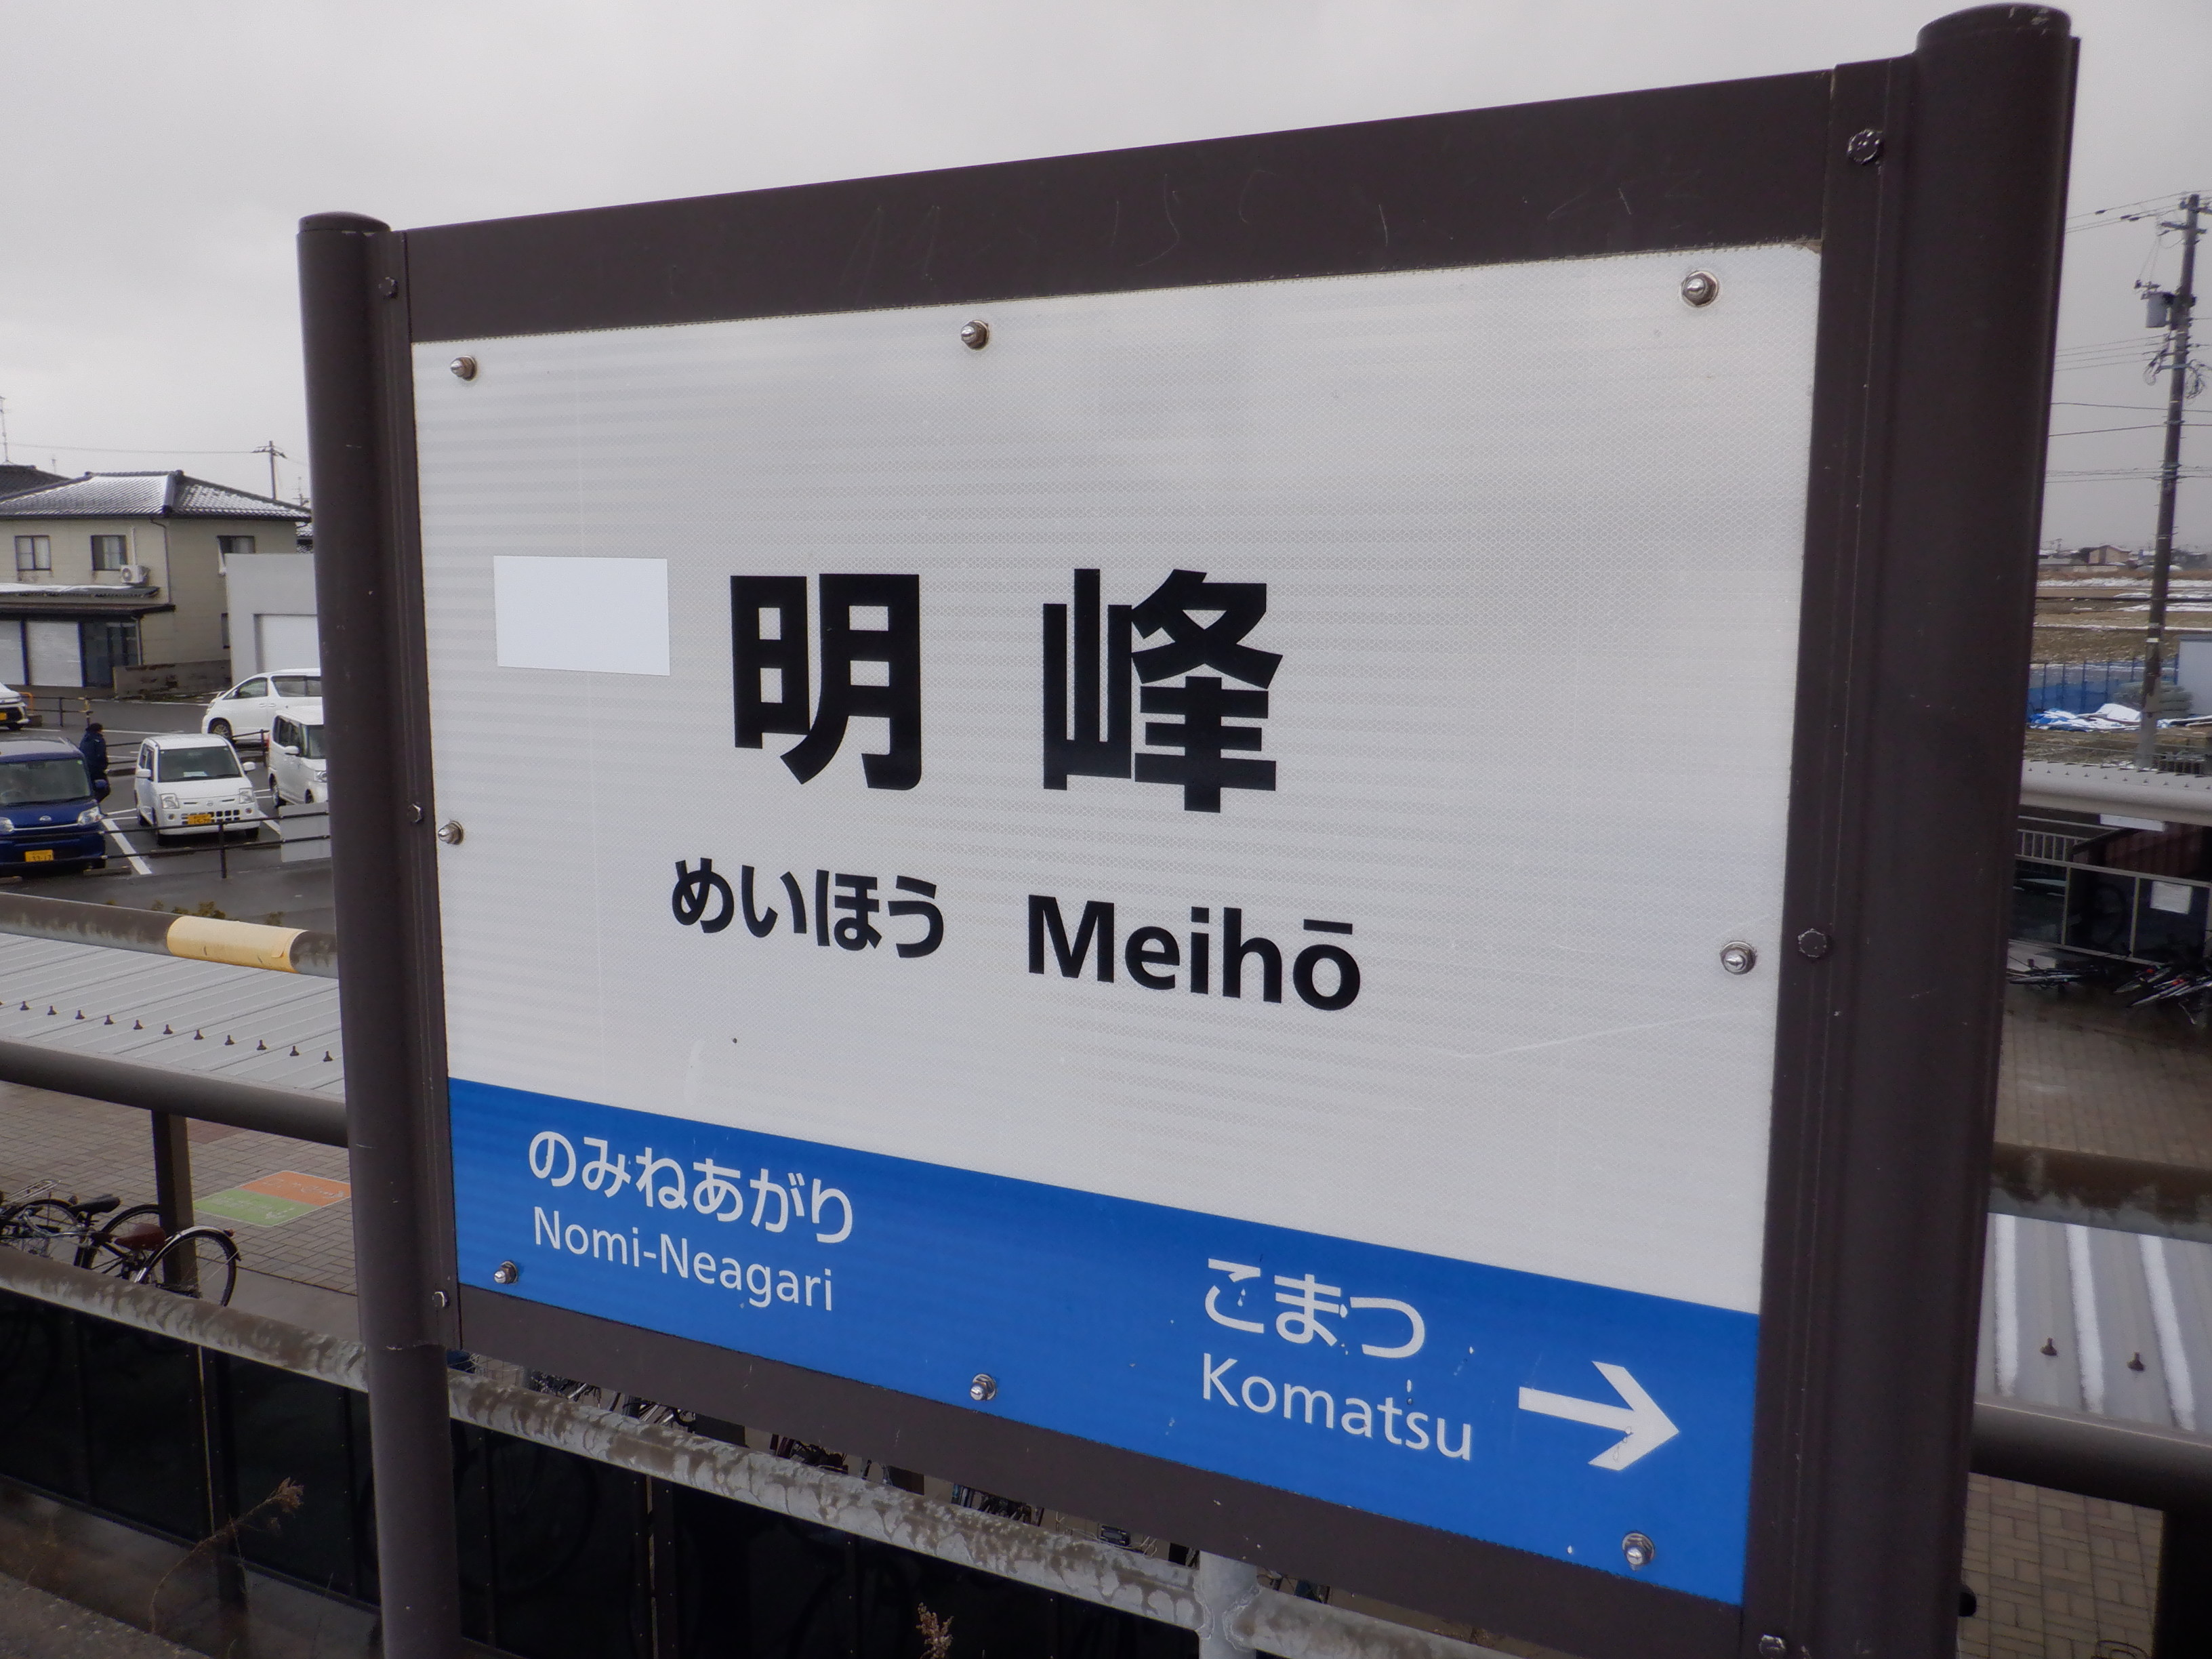 明峰
めいほう Meihō
のみねあがり
Nomi-Neagari
こまつ
Komatsu →